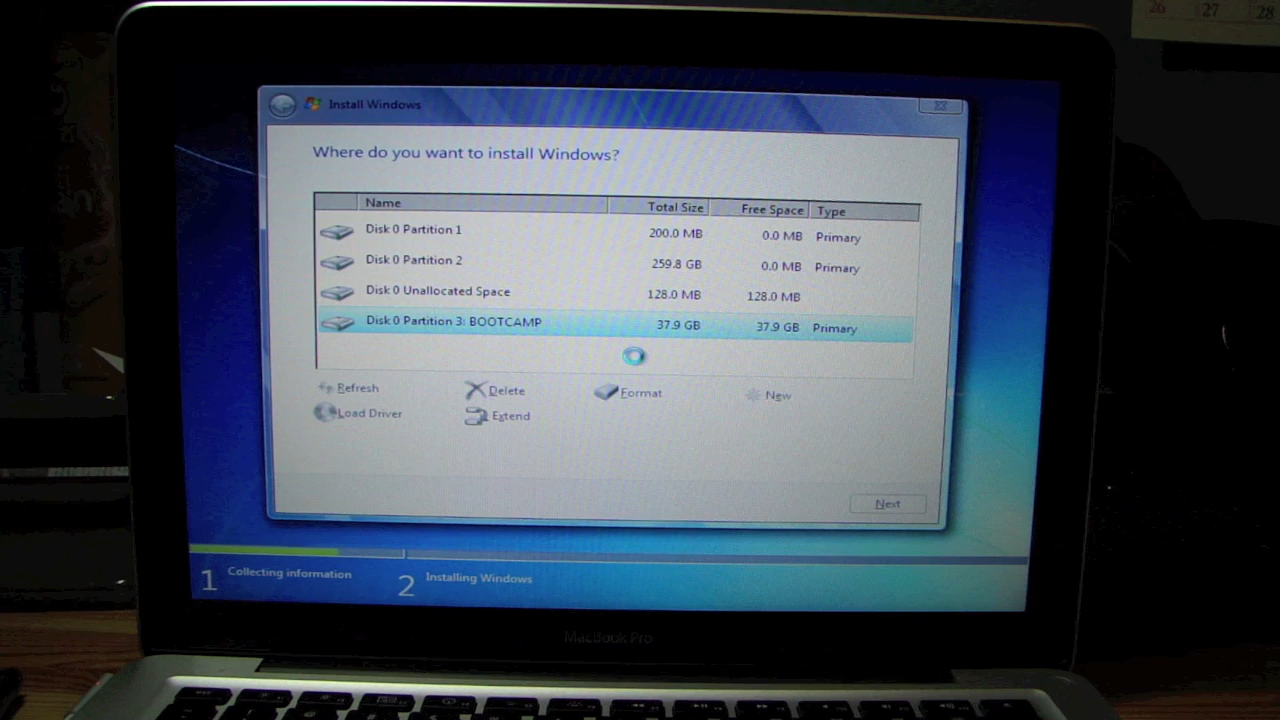 26 27 28
Install Windows
Where do you want to install Windows?
Name Total Size Free Space Type
Disk 0 Partition 1 200.0 MB 0.0 MB Primary
Disk 0 Partition 2 259.8 GB 0.0 MB Primary
Disk 0 Unallocated Space 128.0 MB 128.0 MB
Disk 0 Partition 3: BOOTCAMP 37.9 GB 37.9 GB Primary
Refresh Delete Format New
Load Driver Extend
Next
1 Collecting information 2 Installing Windows
MacBook Pro